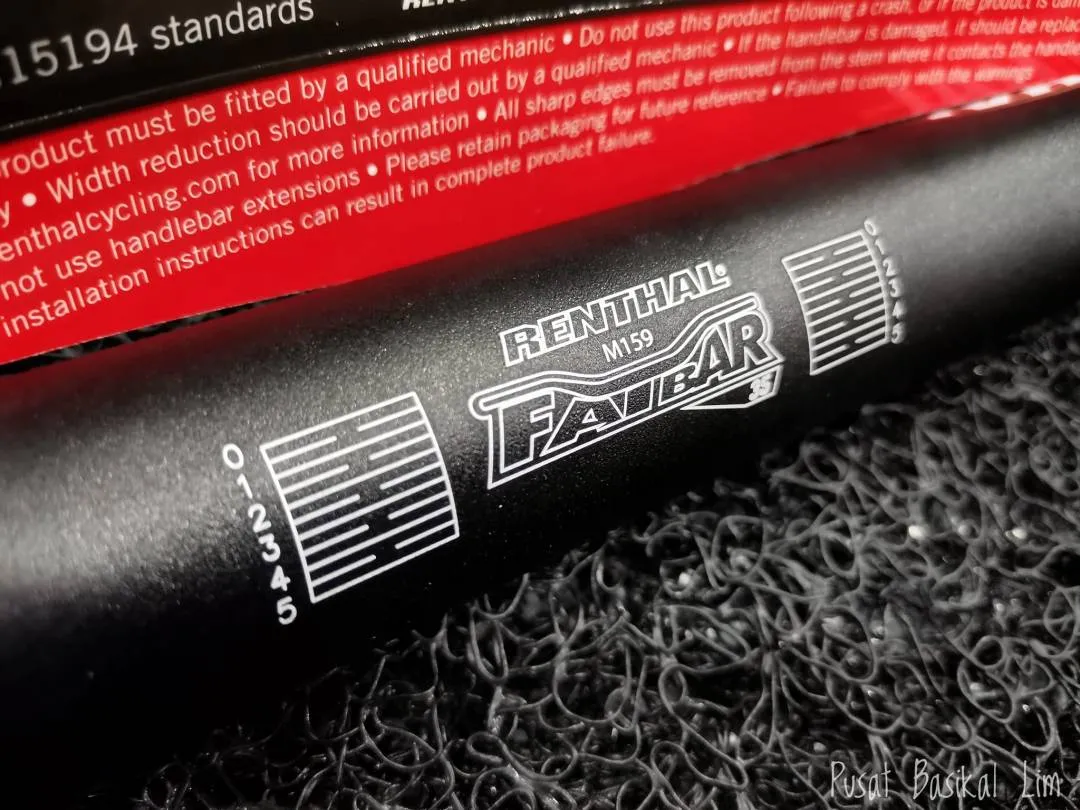 15194 standards
product must be fitted by a qualified mechanic • Do not use this product following a crash, or if the product is
y • Width reduction should be carried out by a qualified mechanic • If the handlebar is damaged, it should be
enthalcycling.com for more information • All sharp edges must be removed from the stem where it contacts the
not use handlebar extensions • Please retain packaging for future reference • Failure to comply with the warnings
installation instructions can result in complete product failure.
RENTHAL
M159
FATBAR
35
0
1
2
3
4
5
0
1
2
3
4
5
Pusat Basikal Lim